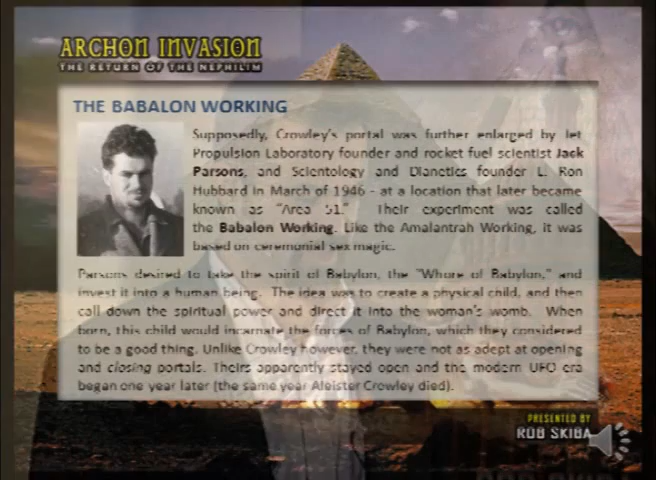 ARCHON INVASION
THE RETURN OF THE NEPHILIM
THE BABALON WORKING
Supposedly, Crowley's portal was further enlarged by Jet
Propulsion Laboratory founder and rocket fuel scientist Jack
Parsons, and Scientology and Dianetics founder L. Ron
Hubbard in March of 1946 - at a location that later became
known as "Area 51." Their experiment was called
the Babalon Working. Like the Amalantrah Working, it was
based on ceremonial sex magic.
Parsons desired to take the spirit of Babylon, the "Whore of Babylon," and
invest it into a human being. The idea was to create a physical child, and then
call down the spiritual power and direct it into the woman's womb. When
born, this child would incarnate the forces of Babylon, which they considered
to be a good thing. Unlike Crowley however, they were not as adept at opening
and closing portals. Theirs apparently stayed open and the modern UFO era
began one year later (the same year Aleister Crowley died).
PRESENTED BY
ROB SKIBA